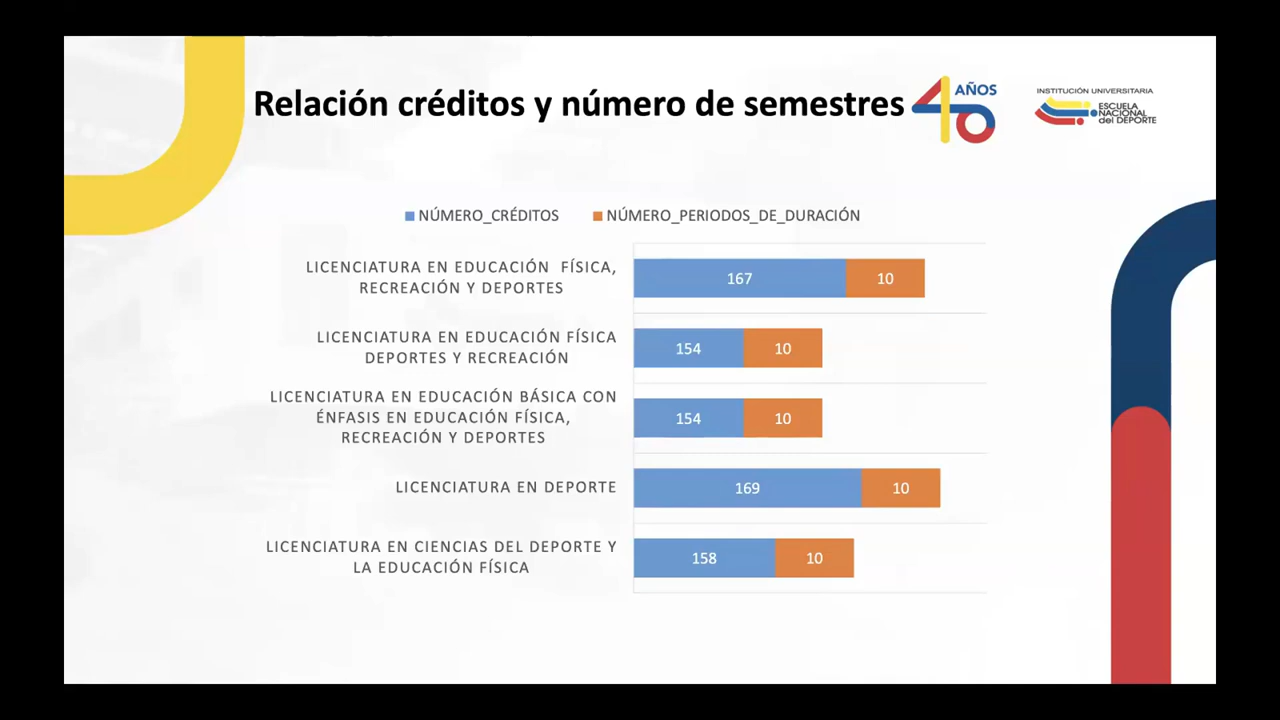 Relación créditos y número de semestres
40 AÑOS
INSTITUCIÓN UNIVERSITARIA
ESCUELA
NACIONAL
del DEPORTE
NÚMERO_CRÉDITOS NÚMERO_PERIODOS_DE_DURACIÓN
LICENCIATURA EN EDUCACIÓN FÍSICA,
RECREACIÓN Y DEPORTES
167 10
LICENCIATURA EN EDUCACIÓN FÍSICA
DEPORTES Y RECREACIÓN
154 10
LICENCIATURA EN EDUCACIÓN BÁSICA CON
ÉNFASIS EN EDUCACIÓN FÍSICA,
RECREACIÓN Y DEPORTES
154 10
LICENCIATURA EN DEPORTE
169 10
LICENCIATURA EN CIENCIAS DEL DEPORTE Y
LA EDUCACIÓN FÍSICA
158 10